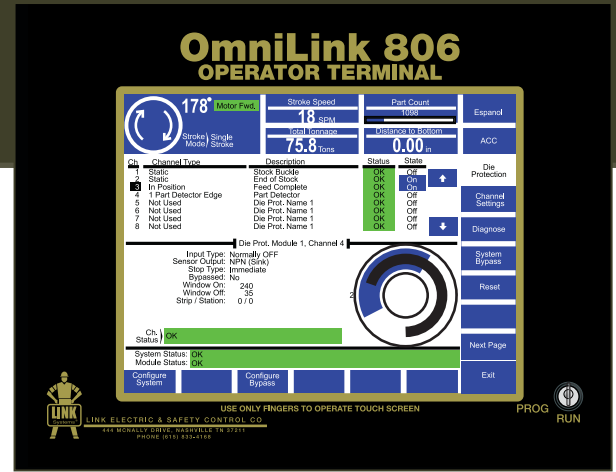 OmniLink 806
OPERATOR TERMINAL
178° Motor Fwd.
Stroke Mode Single Stroke
Stroke Speed
18 SPM
Part Count
1098
Total Tonnage
75.8 Tons
Distance to Bottom
0.00 in
Espanol
ACC
Die Protection
Channel Settings
Diagnose
System Bypass
Reset
Next Page
Exit
Ch Channel Type Description Status State
1 Static Stock Buckle OK Off
2 Static End of Stock OK On
3 In Position Feed Complete OK On
4 1 Part Detector Edge Part Detector OK Off
5 Not Used Die Prot. Name 1 OK Off
6 Not Used Die Prot. Name 1 OK Off
7 Not Used Die Prot. Name 1 OK Off
8 Not Used Die Prot. Name 1 OK Off
Die Prot. Module 1, Channel 4
Input Type: Normally OFF
Sensor Output: NPN (Sink)
Stop Type: Immediate
Bypassed: No
Window On: 240
Window Off: 35
Strip / Station: 0 / 0
2
Ch. Status OK
System Status: OK
Module Status: OK
Configure System
Configure Bypass
USE ONLY FINGERS TO OPERATE TOUCH SCREEN
LINK
Systems
LINK ELECTRIC & SAFETY CONTROL CO
444 MCNALLY DRIVE, NASHVILLE TN 37211
PHONE (615) 833-4168
PROG
RUN